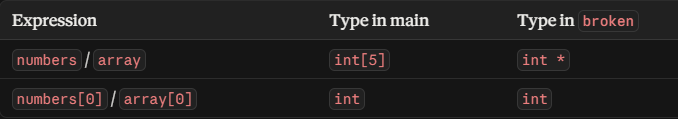 Expression Type in main Type in broken
numbers / array int[5] int *
numbers[0] / array[0] int int